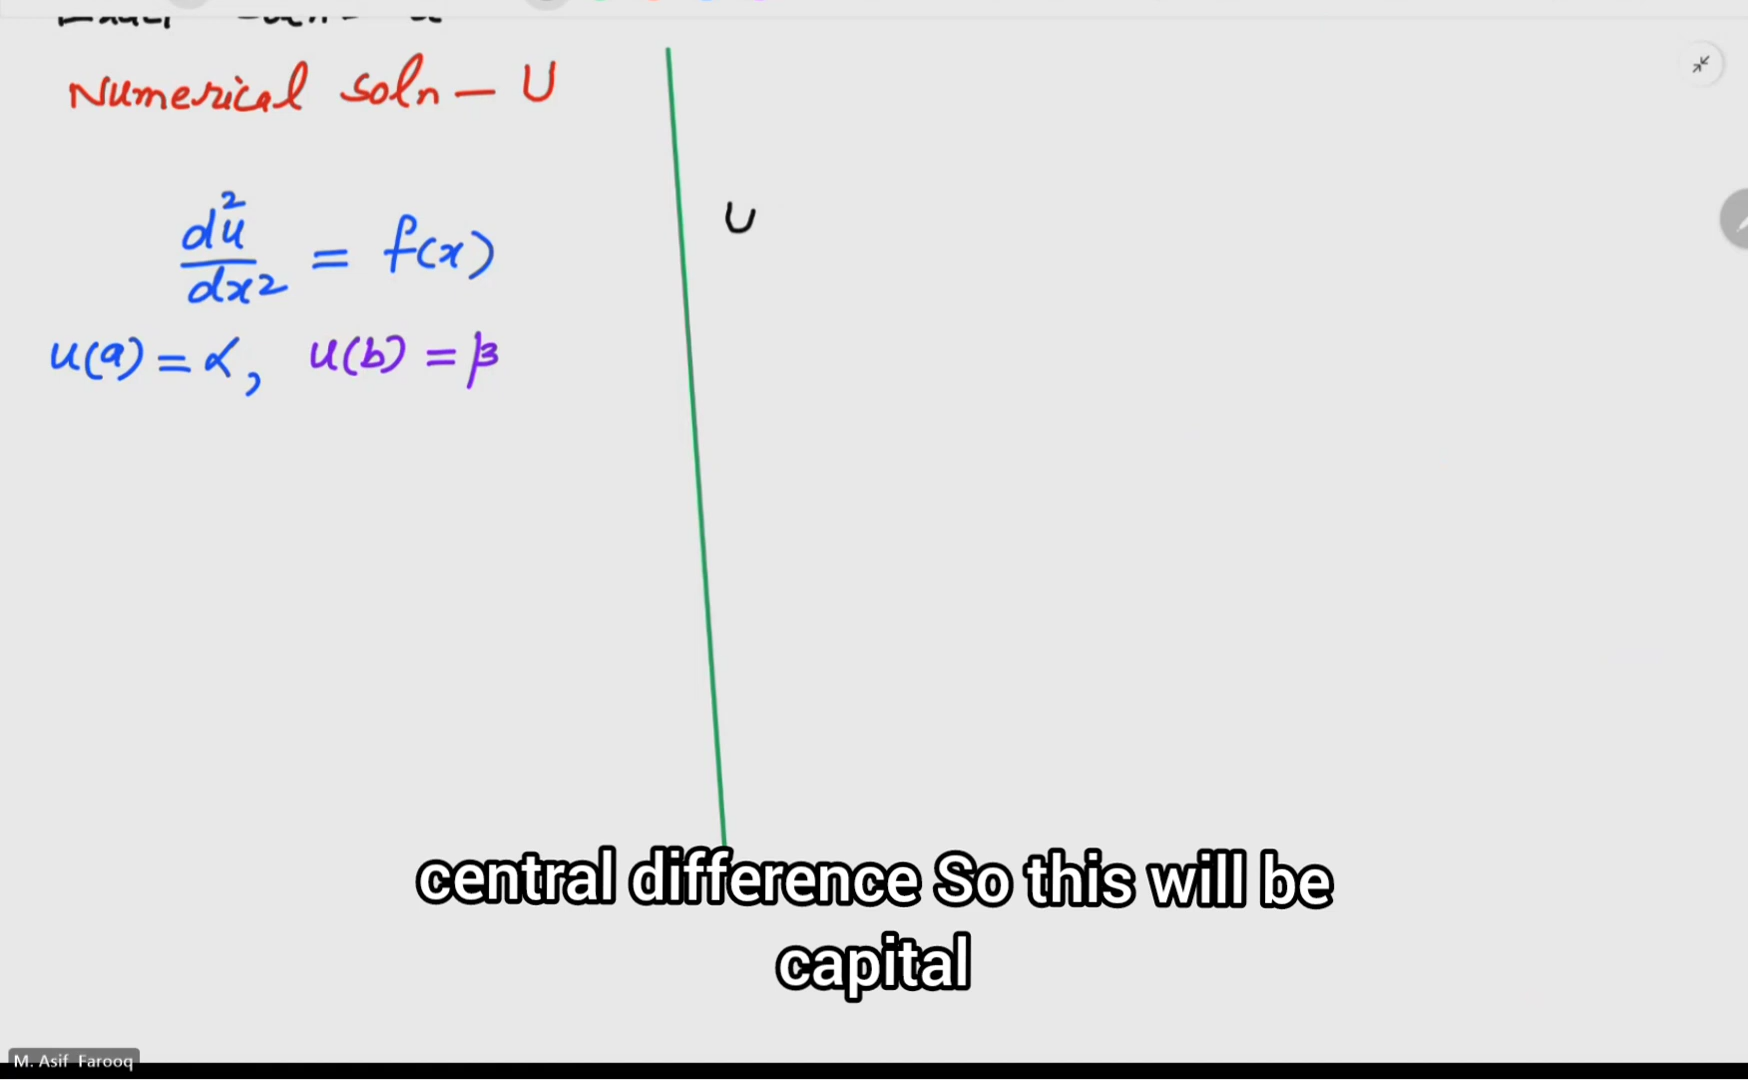 Numerical soln – U
d²u/dx² = f(x)
u(a) = α, u(b) = β
U
central difference So this will be
capital
M. Asif Farooq